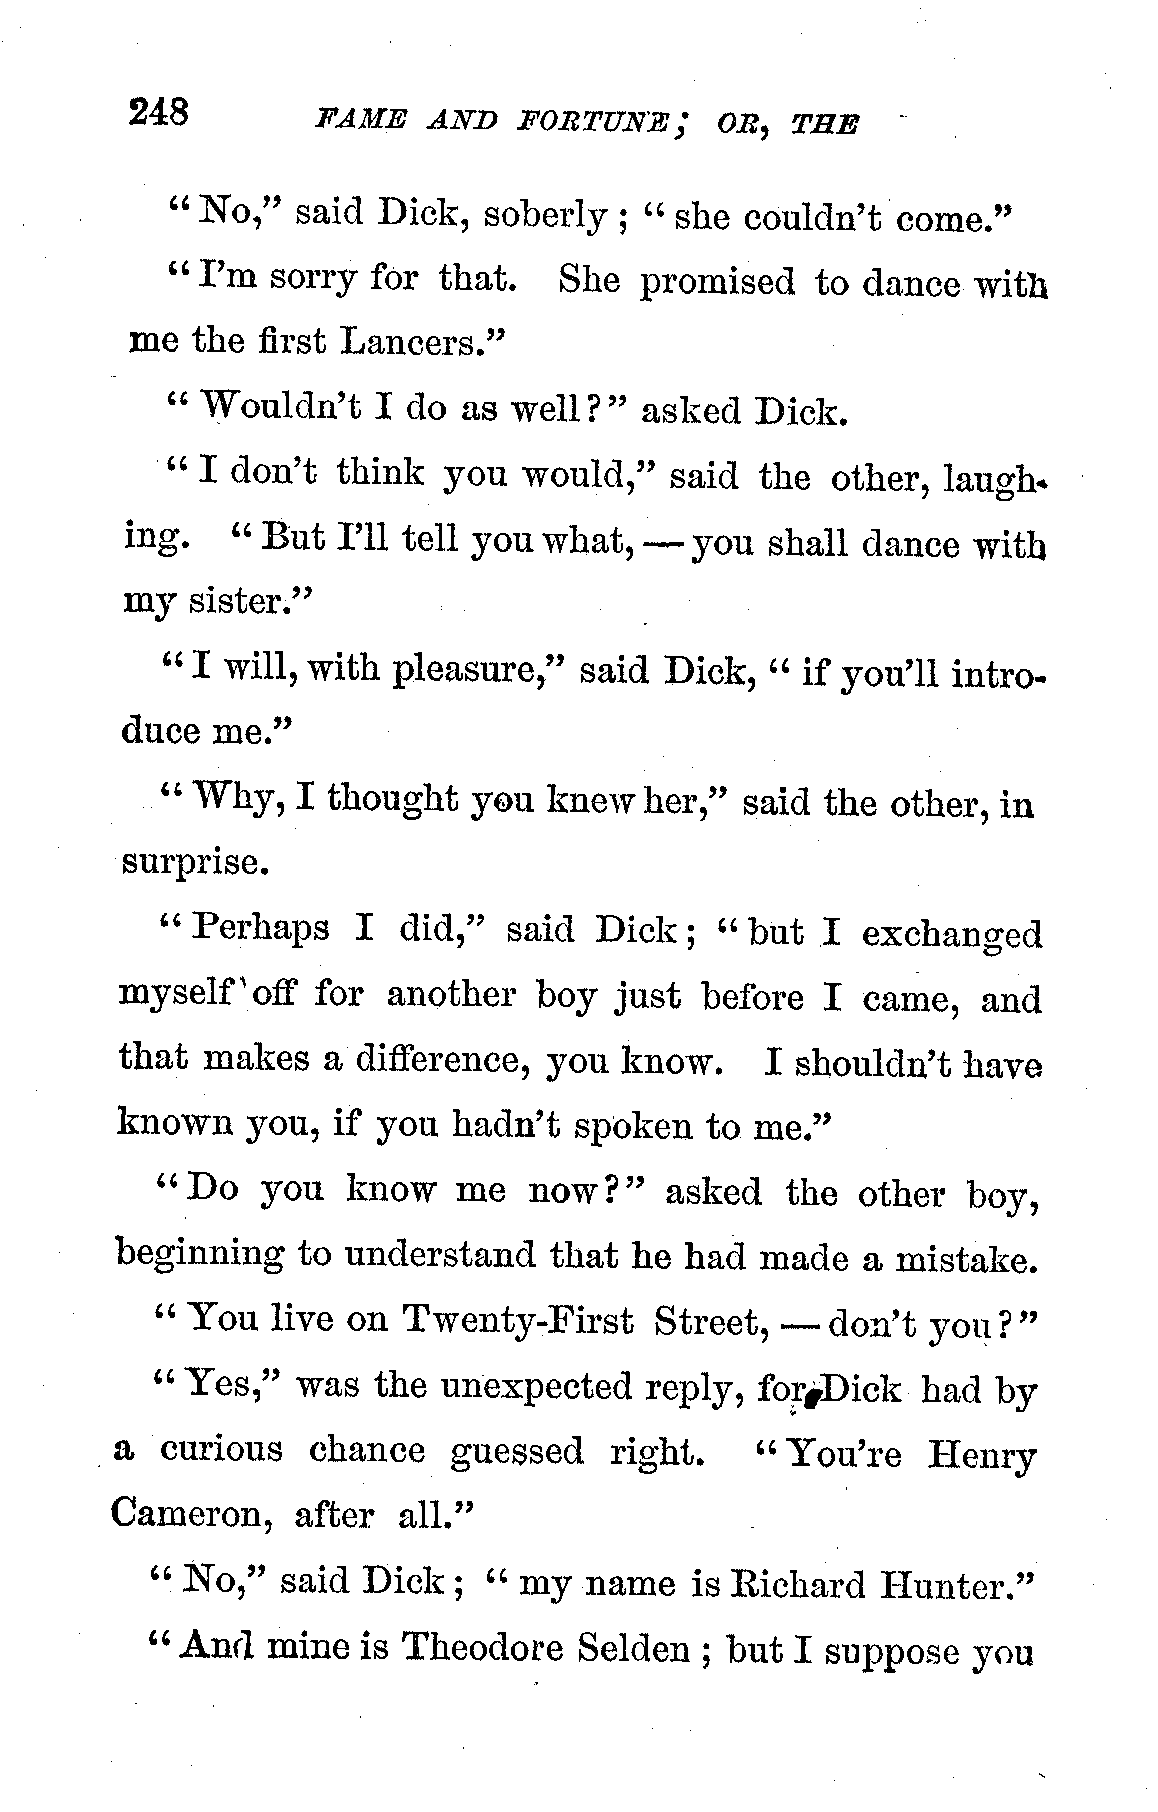 248 FAME AND FORTUNE; OR, THE
"No," said Dick, soberly; "she couldn't come."
"I'm sorry for that. She promised to dance with
me the first Lancers."
"Wouldn't I do as well?" asked Dick.
"I don't think you would," said the other, laugh-
ing. "But I'll tell you what,—you shall dance with
my sister."
"I will, with pleasure," said Dick, "if you'll intro-
duce me."
"Why, I thought you knew her," said the other, in
surprise.
"Perhaps I did," said Dick; "but I exchanged
myself off for another boy just before I came, and
that makes a difference, you know. I shouldn't have
known you, if you hadn't spoken to me."
"Do you know me now?" asked the other boy,
beginning to understand that he had made a mistake.
"You live on Twenty-First Street,—don't you?"
"Yes," was the unexpected reply, for Dick had by
a curious chance guessed right. "You're Henry
Cameron, after all."
"No," said Dick; "my name is Richard Hunter."
"And mine is Theodore Selden; but I suppose you